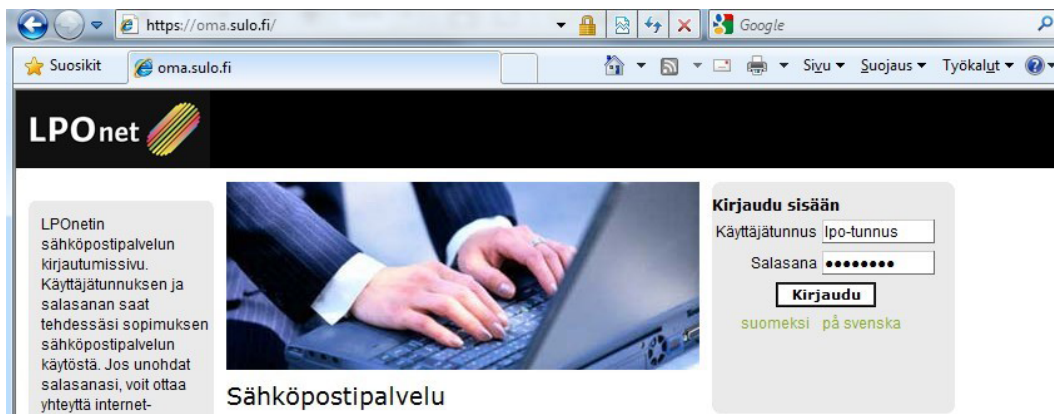 https://oma.sulo.fi/
Google
Suosikit
oma.sulo.fi
Sivu
Suojaus
Työkalut
LPOnet
LPOnetin
sähköpostipalvelun
kirjautumissivu.
Käyttäjätunnuksen ja
salasanan saat
tehdessäsi sopimuksen
sähköpostipalvelun
käytöstä. Jos unohdat
salasanasi, voit ottaa
yhteyttä internet-
Sähköpostipalvelu
Kirjaudu sisään
Käyttäjätunnus lpo-tunnus
Salasana ●●●●●●●●
Kirjaudu
suomeksi på svenska